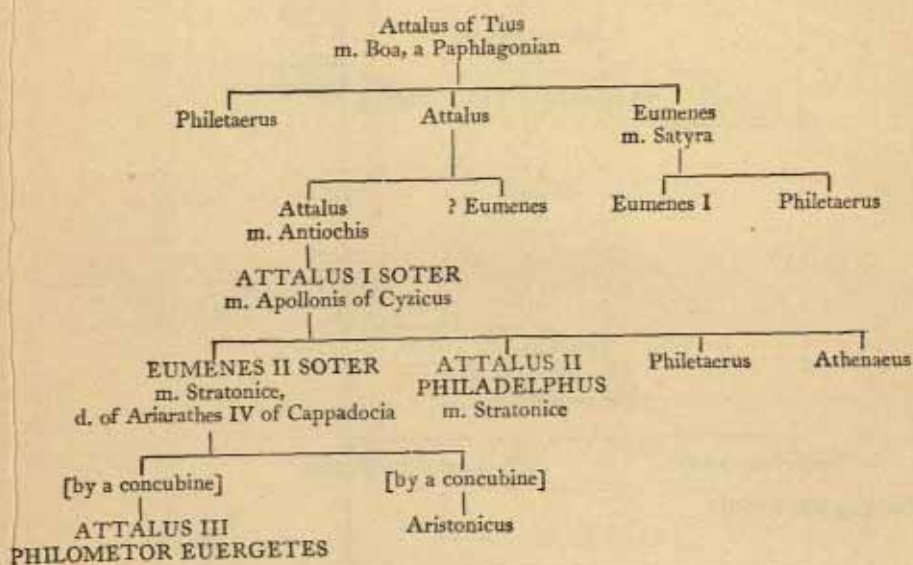 Attalus of Tius
m. Boa, a Paphlagonian
Philetaerus Attalus Eumenes
m. Satyra
Attalus ? Eumenes Eumenes I Philetaerus
m. Antiochis
ATTALUS I SOTER
m. Apollonis of Cyzicus
EUMENES II SOTER ATTALUS II Philetaerus Athenaeus
m. Stratonice, PHILADELPHUS
d. of Ariarathes IV of Cappadocia m. Stratonice
[by a concubine] [by a concubine]
ATTALUS III Aristonicus
PHILOMETOR EUERGETES